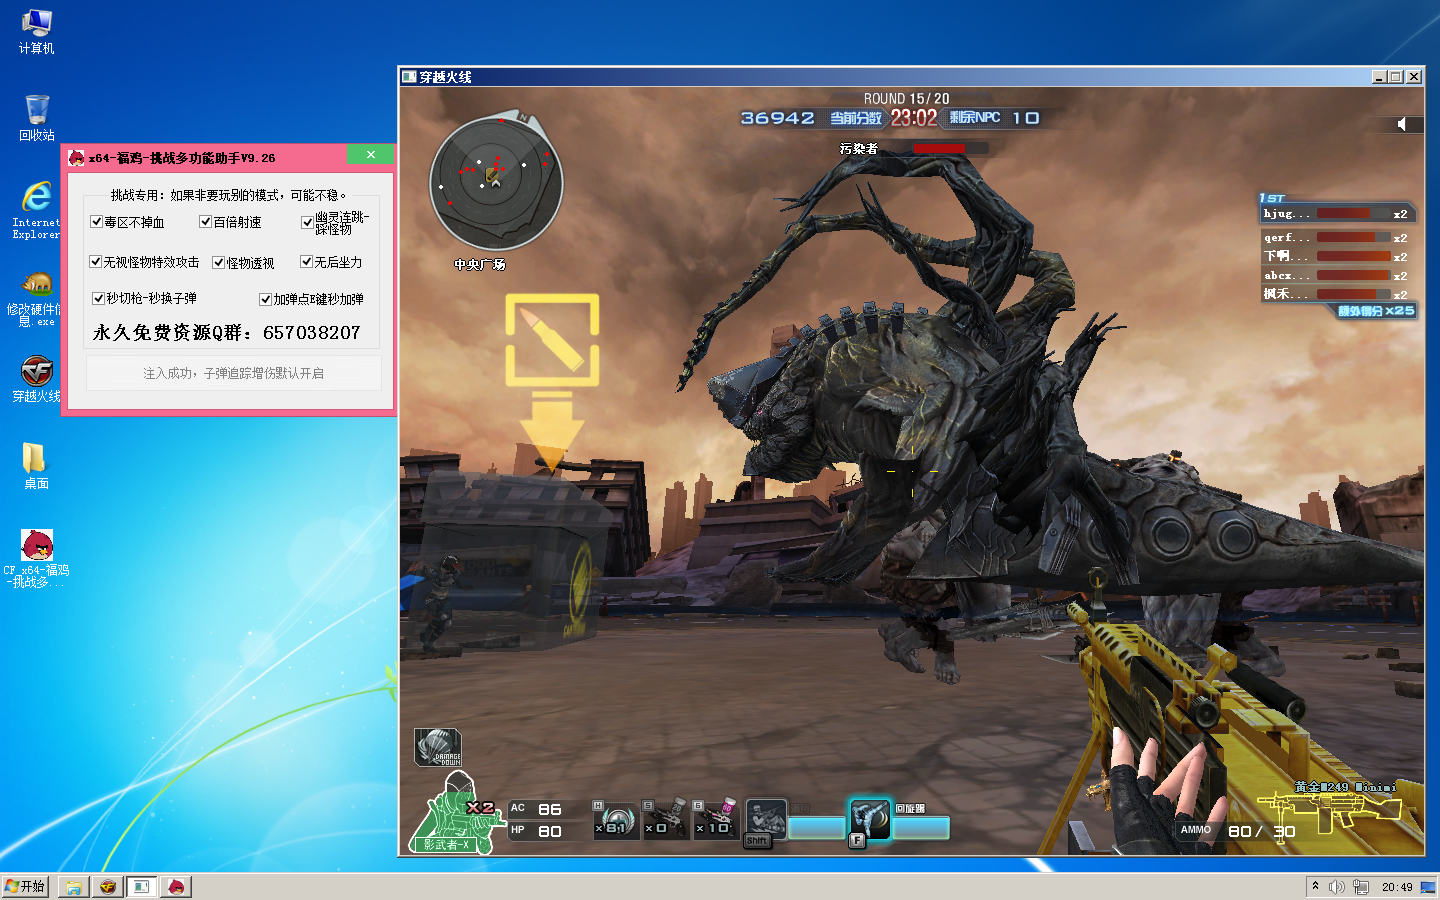 计算机
回收站
Internet
Explorer
修改硬件信
息.exe
穿越火线
桌面
CF_x64-福鸡
-挑战多...
x64-福鸡-挑战多功能助手V9.26
挑战专用：如果非要玩别的模式，可能不稳。
毒区不掉血
百倍射速
幽灵连跳-
踩怪物
无视怪物特效攻击
怪物透视
无后坐力
秒切枪-秒换子弹
加弹点E键秒加弹
永久免费资源Q群：657038207
注入成功，子弹追踪增伤默认开启
穿越火线
ROUND 15/20
36942 当前分数 23:02 剩余NPC 10
污染者
N
中央广场
1ST
hjug... x2
qerf... x2
下啊... x2
abcx... x2
枫禾... x2
额外得分 x25
DAMAGE
DOWN
X2
影武者-X
AC 86
HP 80
H x81
S x0
G x10
Shift
F
回旋踢
黄金M249 Minimi
AMMO 80/ 30
开始
20:49